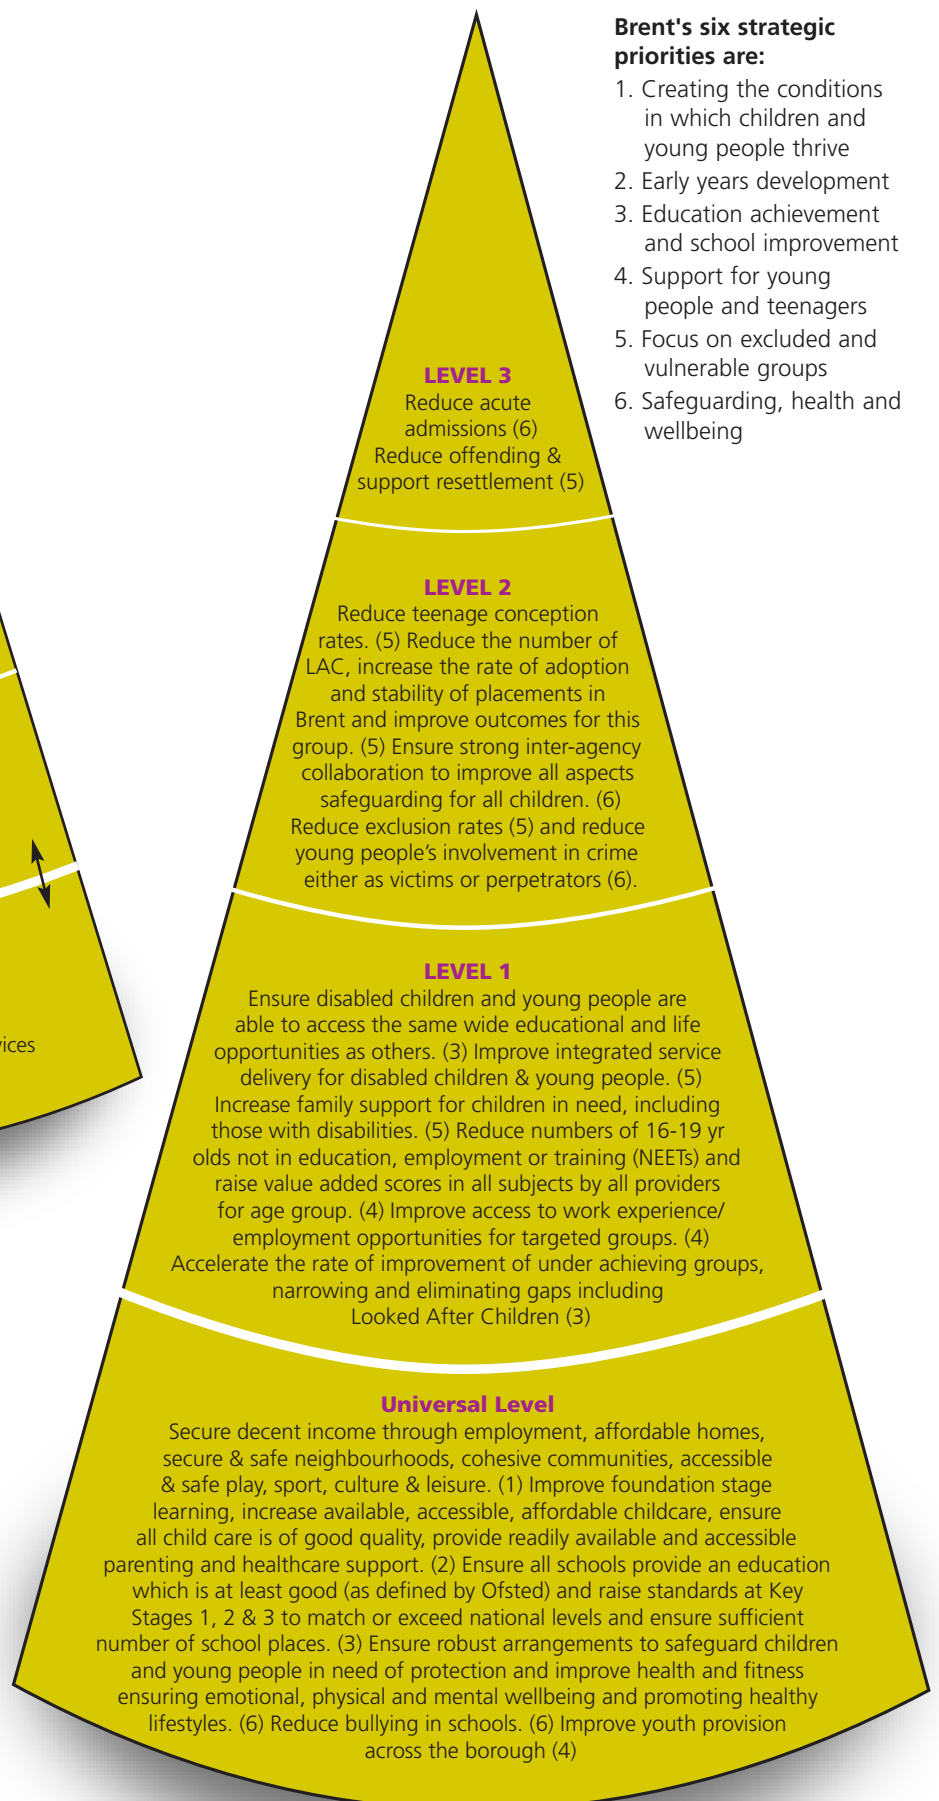 Brent's six strategic
priorities are:
1. Creating the conditions
in which children and
young people thrive
2. Early years development
3. Education achievement
and school improvement
4. Support for young
people and teenagers
5. Focus on excluded and
vulnerable groups
6. Safeguarding, health and
wellbeing
LEVEL 3
Reduce acute
admissions (6)
Reduce offending &
support resettlement (5)
LEVEL 2
Reduce teenage conception
rates. (5) Reduce the number of
LAC, increase the rate of adoption
and stability of placements in
Brent and improve outcomes for this
group. (5) Ensure strong inter-agency
collaboration to improve all aspects
safeguarding for all children. (6)
Reduce exclusion rates (5) and reduce
young people’s involvement in crime
either as victims or perpetrators (6).
LEVEL 1
Ensure disabled children and young people are
able to access the same wide educational and life
opportunities as others. (3) Improve integrated service
delivery for disabled children & young people. (5)
Increase family support for children in need, including
those with disabilities. (5) Reduce numbers of 16-19 yr
olds not in education, employment or training (NEETs) and
raise value added scores in all subjects by all providers
for age group. (4) Improve access to work experience/
employment opportunities for targeted groups. (4)
Accelerate the rate of improvement of under achieving groups,
narrowing and eliminating gaps including
Looked After Children (3)
Universal Level
Secure decent income through employment, affordable homes,
secure & safe neighbourhoods, cohesive communities, accessible
& safe play, sport, culture & leisure. (1) Improve foundation stage
learning, increase available, accessible, affordable childcare, ensure
all child care is of good quality, provide readily available and accessible
parenting and healthcare support. (2) Ensure all schools provide an education
which is at least good (as defined by Ofsted) and raise standards at Key
Stages 1, 2 & 3 to match or exceed national levels and ensure sufficient
number of school places. (3) Ensure robust arrangements to safeguard children
and young people in need of protection and improve health and fitness
ensuring emotional, physical and mental wellbeing and promoting healthy
lifestyles. (6) Reduce bullying in schools. (6) Improve youth provision
across the borough (4)